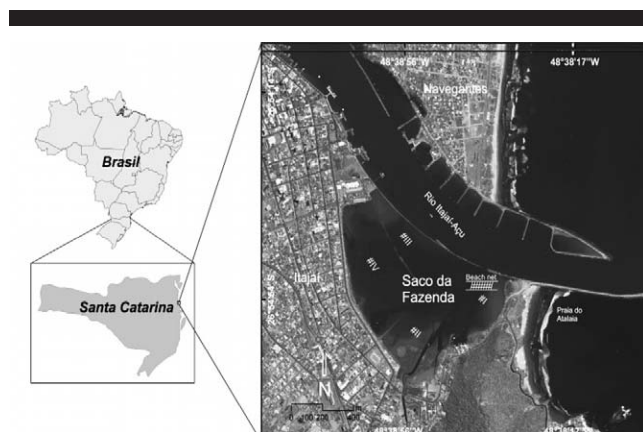 Brasil
Santa Catarina
48°38'56"W
48°38'17"W
Navegantes
Rio Itajaí-Açu
#III
#IV
Itajaí
Saco da
Fazenda
Beach net
#I
#II
Praia do
Atalaia
N